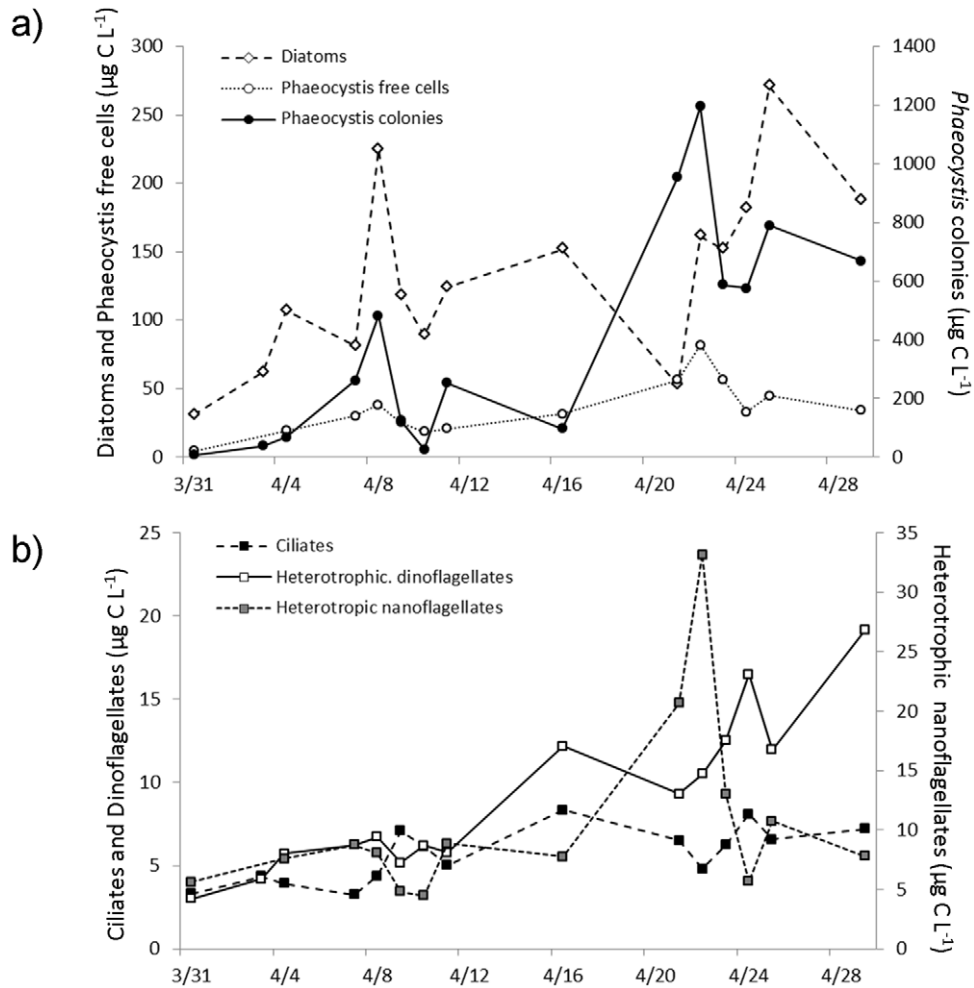 a)
Diatoms and Phaeocystis free cells (µg C L-1)
300
250
200
150
100
50
0
Diatoms
Phaeocystis free cells
Phaeocystis colonies
1400
1200
1000
800
600
400
200
0
Phaeocystis colonies (µg C L-1)
3/31 4/4 4/8 4/12 4/16 4/20 4/24 4/28
b)
Ciliates and Dinoflagellates (µg C L-1)
25
20
15
10
5
0
Ciliates
Heterotrophic. dinoflagellates
Heterotropic nanoflagellates
35
30
25
20
15
10
5
0
Heterotrophic nanoflagellates (µg C L-1)
3/31 4/4 4/8 4/12 4/16 4/20 4/24 4/28